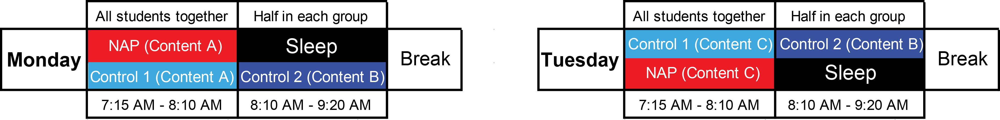 All students together
Half in each group
Monday
NAP (Content A)
Sleep
Control 1 (Content A)
Control 2 (Content B)
Break
7:15 AM - 8:10 AM
8:10 AM - 9:20 AM
All students together
Half in each group
Tuesday
Control 1 (Content C)
Control 2 (Content B)
NAP (Content C)
Sleep
Break
7:15 AM - 8:10 AM
8:10 AM - 9:20 AM